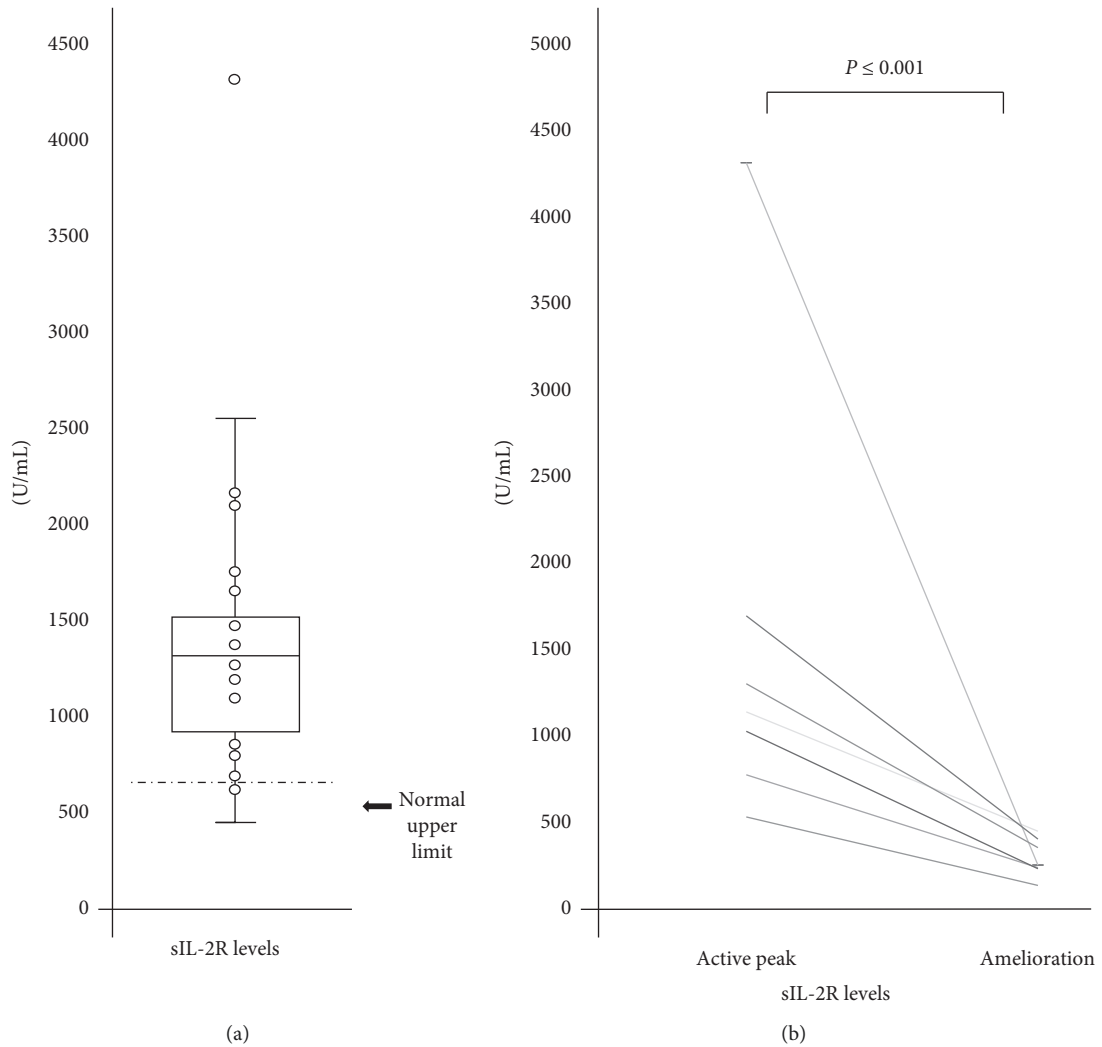 4500
4000
3500
3000
2500
2000
1500
1000
500
0
(U/mL)
Normal
upper
limit
sIL-2R levels
(a)
5000
4500
4000
3500
3000
2500
2000
1500
1000
500
0
(U/mL)
P ≤ 0.001
Active peak
Amelioration
sIL-2R levels
(b)